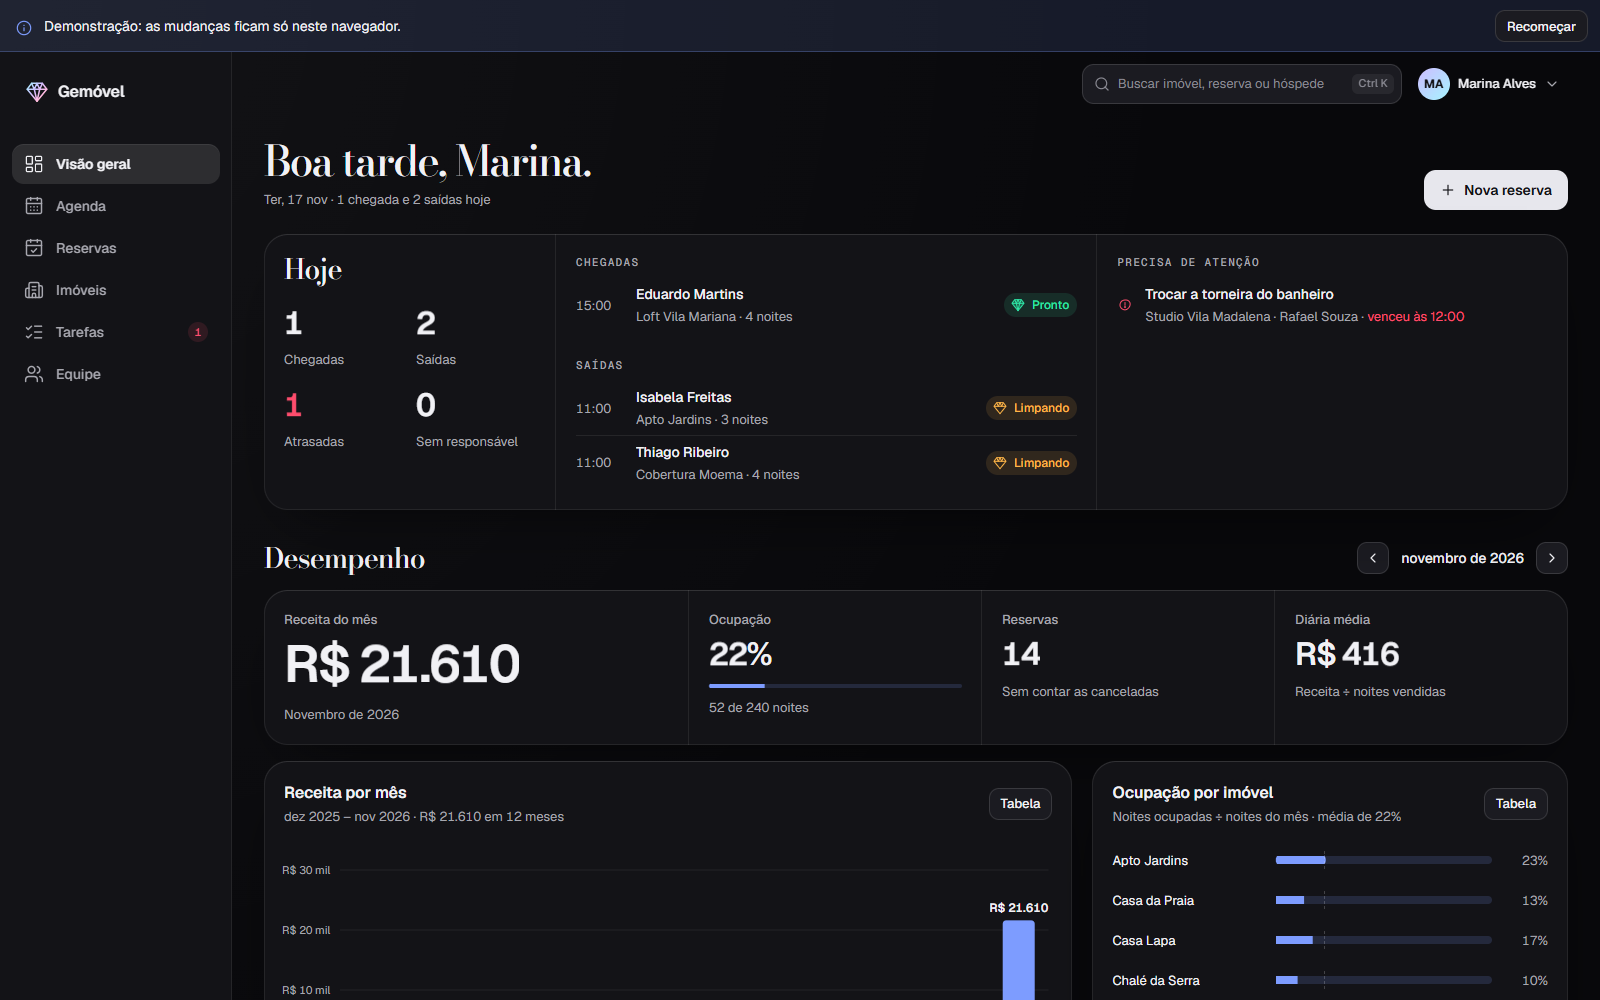 Demonstração: as mudanças ficam só neste navegador.
Recomeçar
Gemóvel
Buscar imóvel, reserva ou hóspede
Ctrl K
MA
Marina Alves
Visão geral
Agenda
Reservas
Imóveis
Tarefas
1
Equipe
Boa tarde, Marina.
Ter, 17 nov · 1 chegada e 2 saídas hoje
Nova reserva
Hoje
1
Chegadas
2
Saídas
1
Atrasadas
0
Sem responsável
CHEGADAS
15:00
Eduardo Martins
Loft Vila Mariana · 4 noites
Pronto
SAÍDAS
11:00
Isabela Freitas
Apto Jardins · 3 noites
Limpando
11:00
Thiago Ribeiro
Cobertura Moema · 4 noites
Limpando
PRECISA DE ATENÇÃO
Trocar a torneira do banheiro
Studio Vila Madalena · Rafael Souza · venceu às 12:00
Desempenho
novembro de 2026
Receita do mês
R$ 21.610
Novembro de 2026
Ocupação
22%
52 de 240 noites
Reservas
14
Sem contar as canceladas
Diária média
R$ 416
Receita ÷ noites vendidas
Receita por mês
dez 2025 – nov 2026 · R$ 21.610 em 12 meses
Tabela
R$ 30 mil
R$ 21.610
R$ 20 mil
R$ 10 mil
Ocupação por imóvel
Noites ocupadas ÷ noites do mês · média de 22%
Tabela
Apto Jardins
23%
Casa da Praia
13%
Casa Lapa
17%
Chalé da Serra
10%